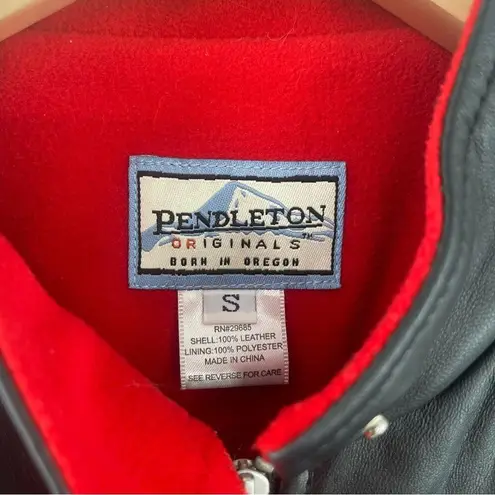 PENDLETON™
ORIGINALS
BORN IN OREGON
S
RN#29685
SHELL:100% LEATHER
LINING:100% POLYESTER
MADE IN CHINA
SEE REVERSE FOR CARE